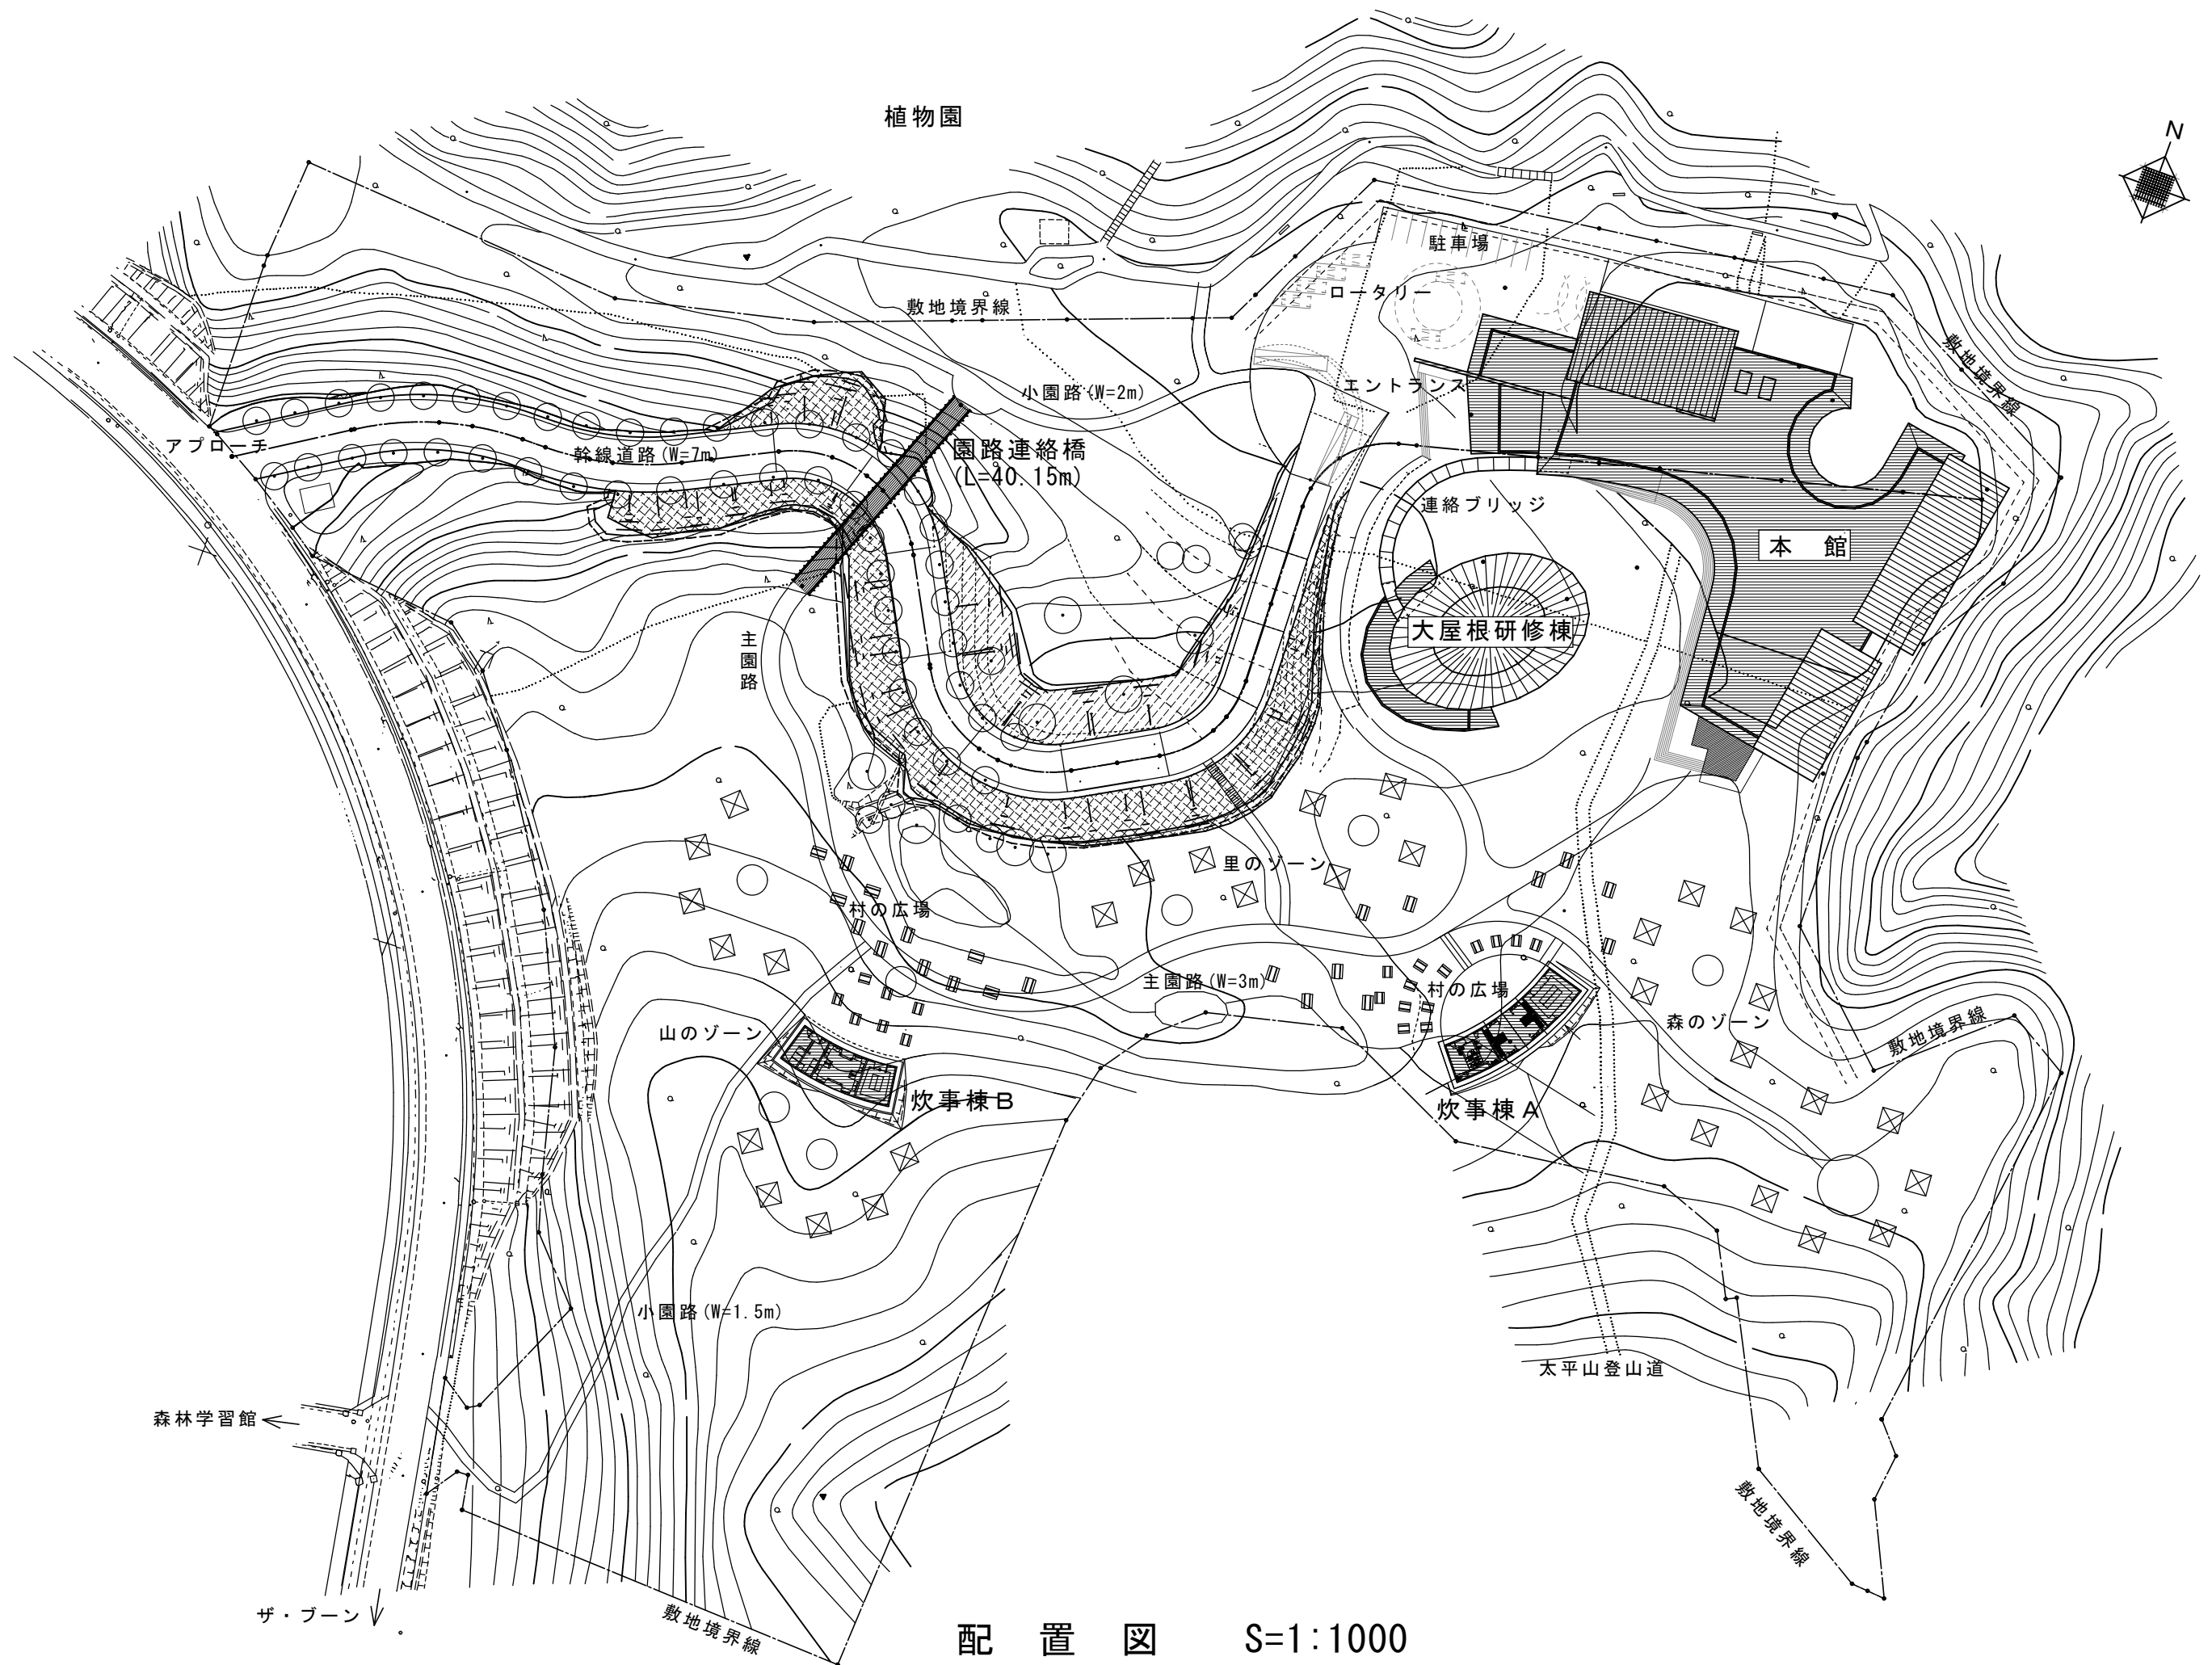 植物園
N
駐車場
ロータリー
敷地境界線
敷地境界線
小園路(W=2m)
エントランス
アプローチ
幹線道路(W=7m)
園路連絡橋
(L=40.15m)
連絡ブリッジ
本 館
大屋根研修棟
主園路
里のゾーン
村の広場
主園路(W=3m)
村の広場
山のゾーン
森のゾーン
敷地境界線
炊事棟B
炊事棟A
小園路(W=1.5m)
太平山登山道
森林学習館
敷地境界線
ザ・ブーン
敷地境界線
配 置 図 S=1:1000